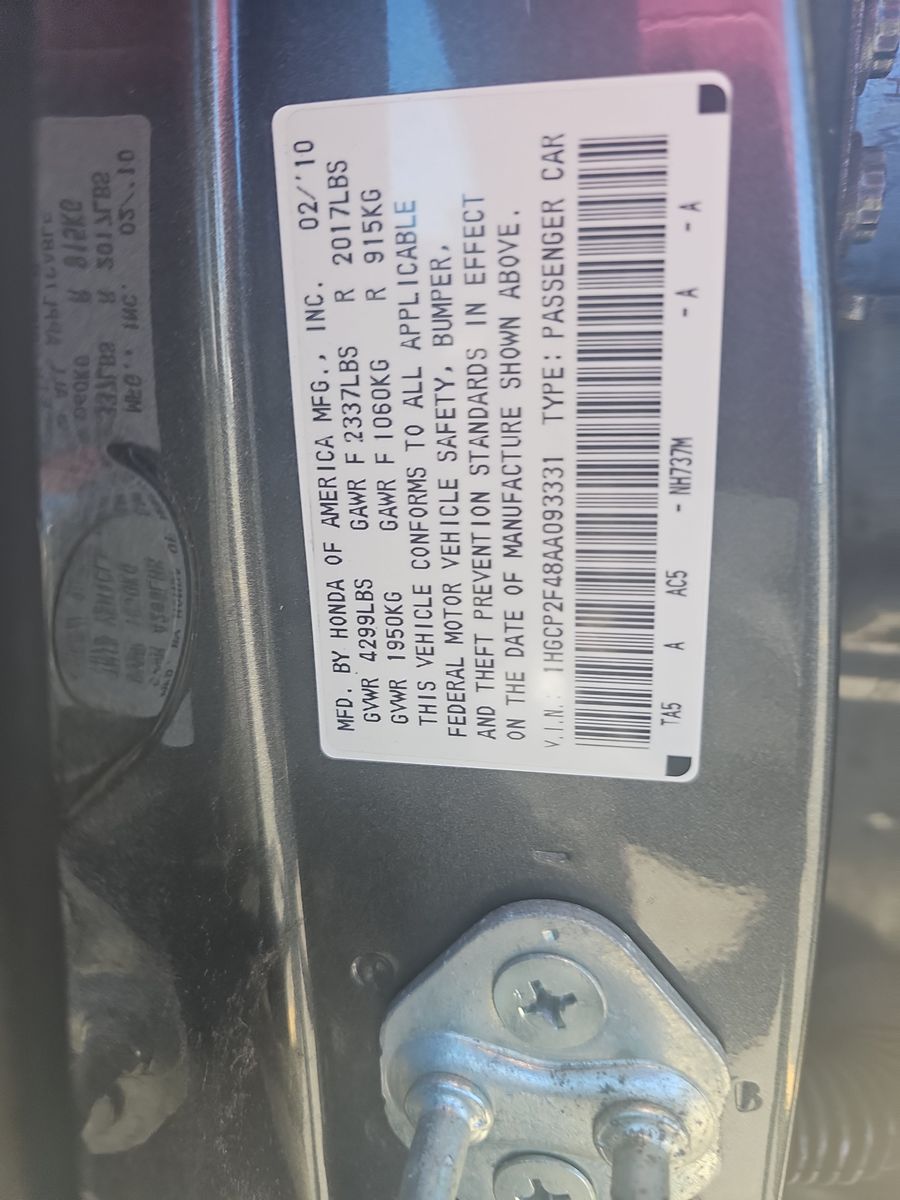 MFD. BY HONDA OF AMERICA MFG., INC. 02/'10
GVWR 4299LBS GAWR F 2337LBS R 2017LBS
GVWR 1950KG GAWR F 1060KG R 915KG
THIS VEHICLE CONFORMS TO ALL APPLICABLE
FEDERAL MOTOR VEHICLE SAFETY, BUMPER,
AND THEFT PREVENTION STANDARDS IN EFFECT
ON THE DATE OF MANUFACTURE SHOWN ABOVE.
V.I.N.: 1HGCP2F48AA093331 TYPE: PASSENGER CAR
TA5 A AC5 - NH737M - A - A
B